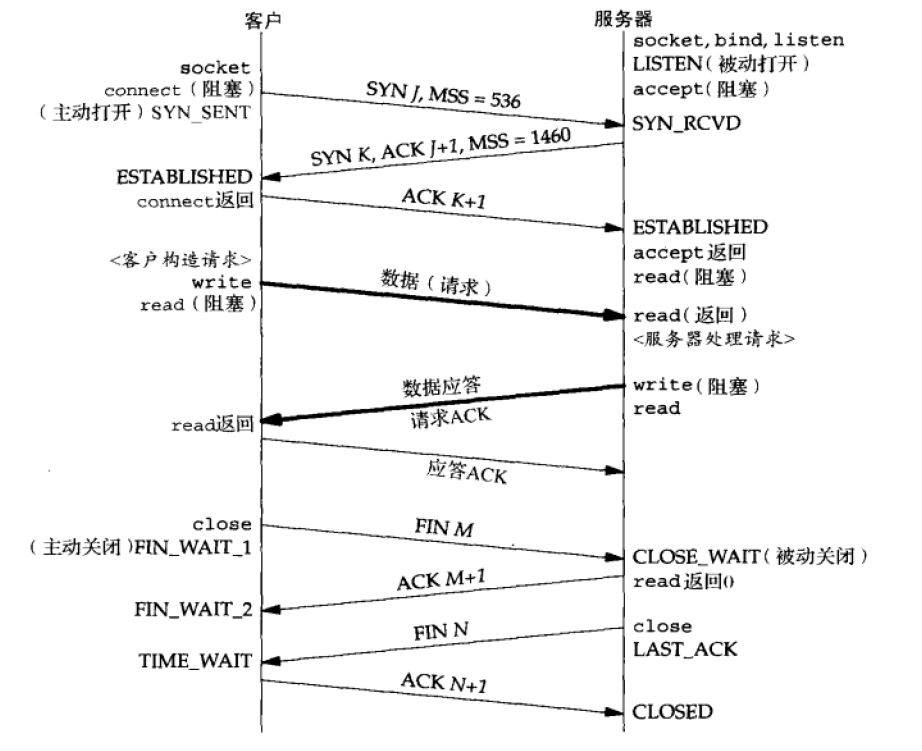 客户
服务器
socket, bind, listen
LISTEN(被动打开)
accept(阻塞)
socket
connect(阻塞)
(主动打开)SYN_SENT
SYN J, MSS = 536
SYN_RCVD
SYN K, ACK J+1, MSS = 1460
ESTABLISHED
connect返回
ACK K+1
ESTABLISHED
accept返回
read(阻塞)
<客户构造请求>
write
read(阻塞)
数据(请求)
read(返回)
<服务器处理请求>
write(阻塞)
read
数据应答
请求ACK
read返回
应答ACK
close
(主动关闭)FIN_WAIT_1
FIN M
CLOSE_WAIT(被动关闭)
read返回0
ACK M+1
FIN_WAIT_2
close
LAST_ACK
FIN N
TIME_WAIT
ACK N+1
CLOSED